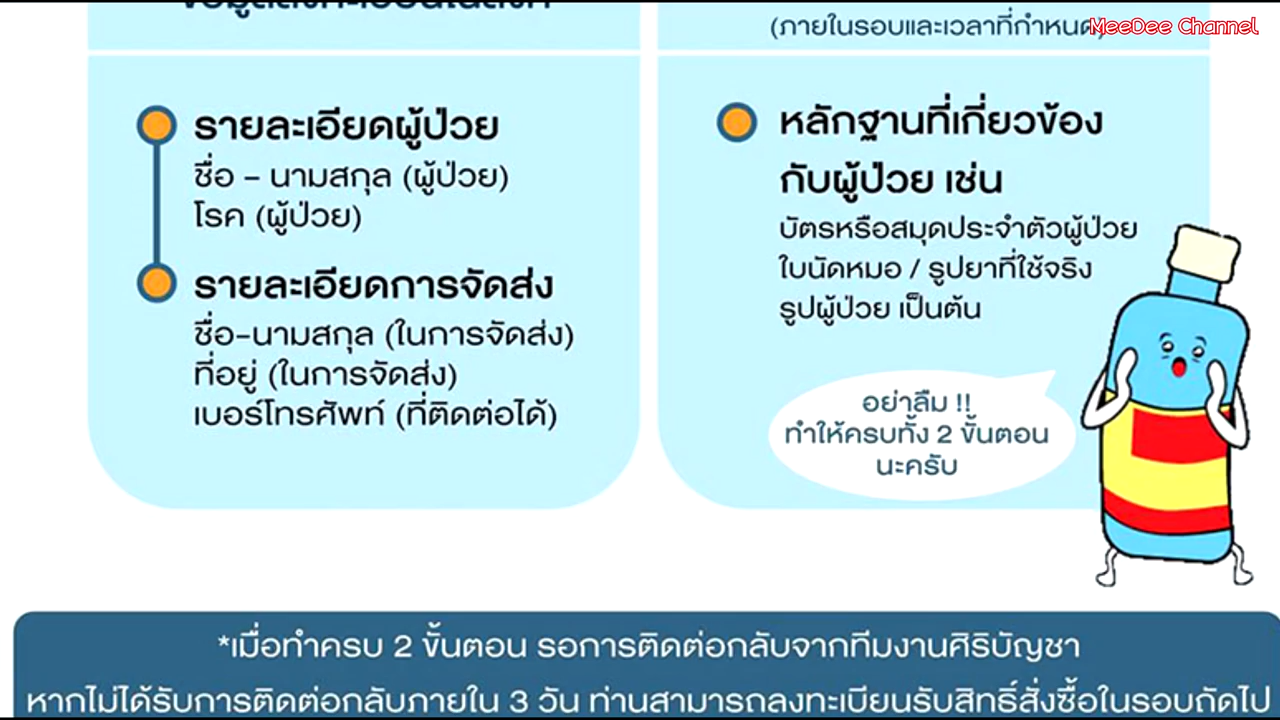 (ภายในรอบและเวลาที่กำหนด)
MeeDee Channel
รายละเอียดผู้ป่วย
ชื่อ – นามสกุล (ผู้ป่วย)
โรค (ผู้ป่วย)
รายละเอียดการจัดส่ง
ชื่อ-นามสกุล (ในการจัดส่ง)
ที่อยู่ (ในการจัดส่ง)
เบอร์โทรศัพท์ (ที่ติดต่อได้)
หลักฐานที่เกี่ยวข้อง
กับผู้ป่วย เช่น
บัตรหรือสมุดประจำตัวผู้ป่วย
ใบนัดหมอ / รูปยาที่ใช้จริง
รูปผู้ป่วย เป็นต้น
อย่าลืม !!
ทำให้ครบทั้ง 2 ขั้นตอน
นะครับ
*เมื่อทำครบ 2 ขั้นตอน รอการติดต่อกลับจากทีมงานศิริบัญชา
หากไม่ได้รับการติดต่อกลับภายใน 3 วัน ท่านสามารถลงทะเบียนรับสิทธิ์สั่งซื้อในรอบถัดไป